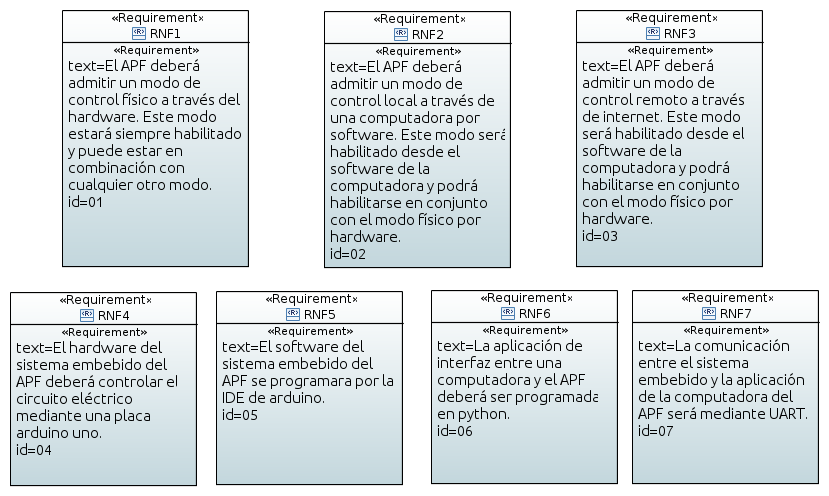 «Requirement»
RNF1
«Requirement»
text=El APF deberá
admitir un modo de
control físico a través del
hardware. Este modo
estará siempre habilitado
y puede estar en
combinación con
cualquier otro modo.
id=01
«Requirement»
RNF2
«Requirement»
text=El APF deberá
admitir un modo de
control local a través de
una computadora por
software. Este modo será
habilitado desde el
software de la
computadora y podrá
habilitarse en conjunto
con el modo físico por
hardware.
id=02
«Requirement»
RNF3
«Requirement»
text=El APF deberá
admitir un modo de
control remoto a través
de internet. Este modo
será habilitado desde el
software de la
computadora y podrá
habilitarse en conjunto
con el modo físico por
hardware.
id=03
«Requirement»
RNF4
«Requirement»
text=El hardware del
sistema embebido del
APF deberá controlar el
circuito eléctrico
mediante una placa
arduino uno.
id=04
«Requirement»
RNF5
«Requirement»
text=El software del
sistema embebido del
APF se programara por la
IDE de arduino.
id=05
«Requirement»
RNF6
«Requirement»
text=La aplicación de
interfaz entre una
computadora y el APF
deberá ser programada
en python.
id=06
«Requirement»
RNF7
«Requirement»
text=La comunicación
entre el sistema
embebido y la aplicación
de la computadora del
APF será mediante UART.
id=07